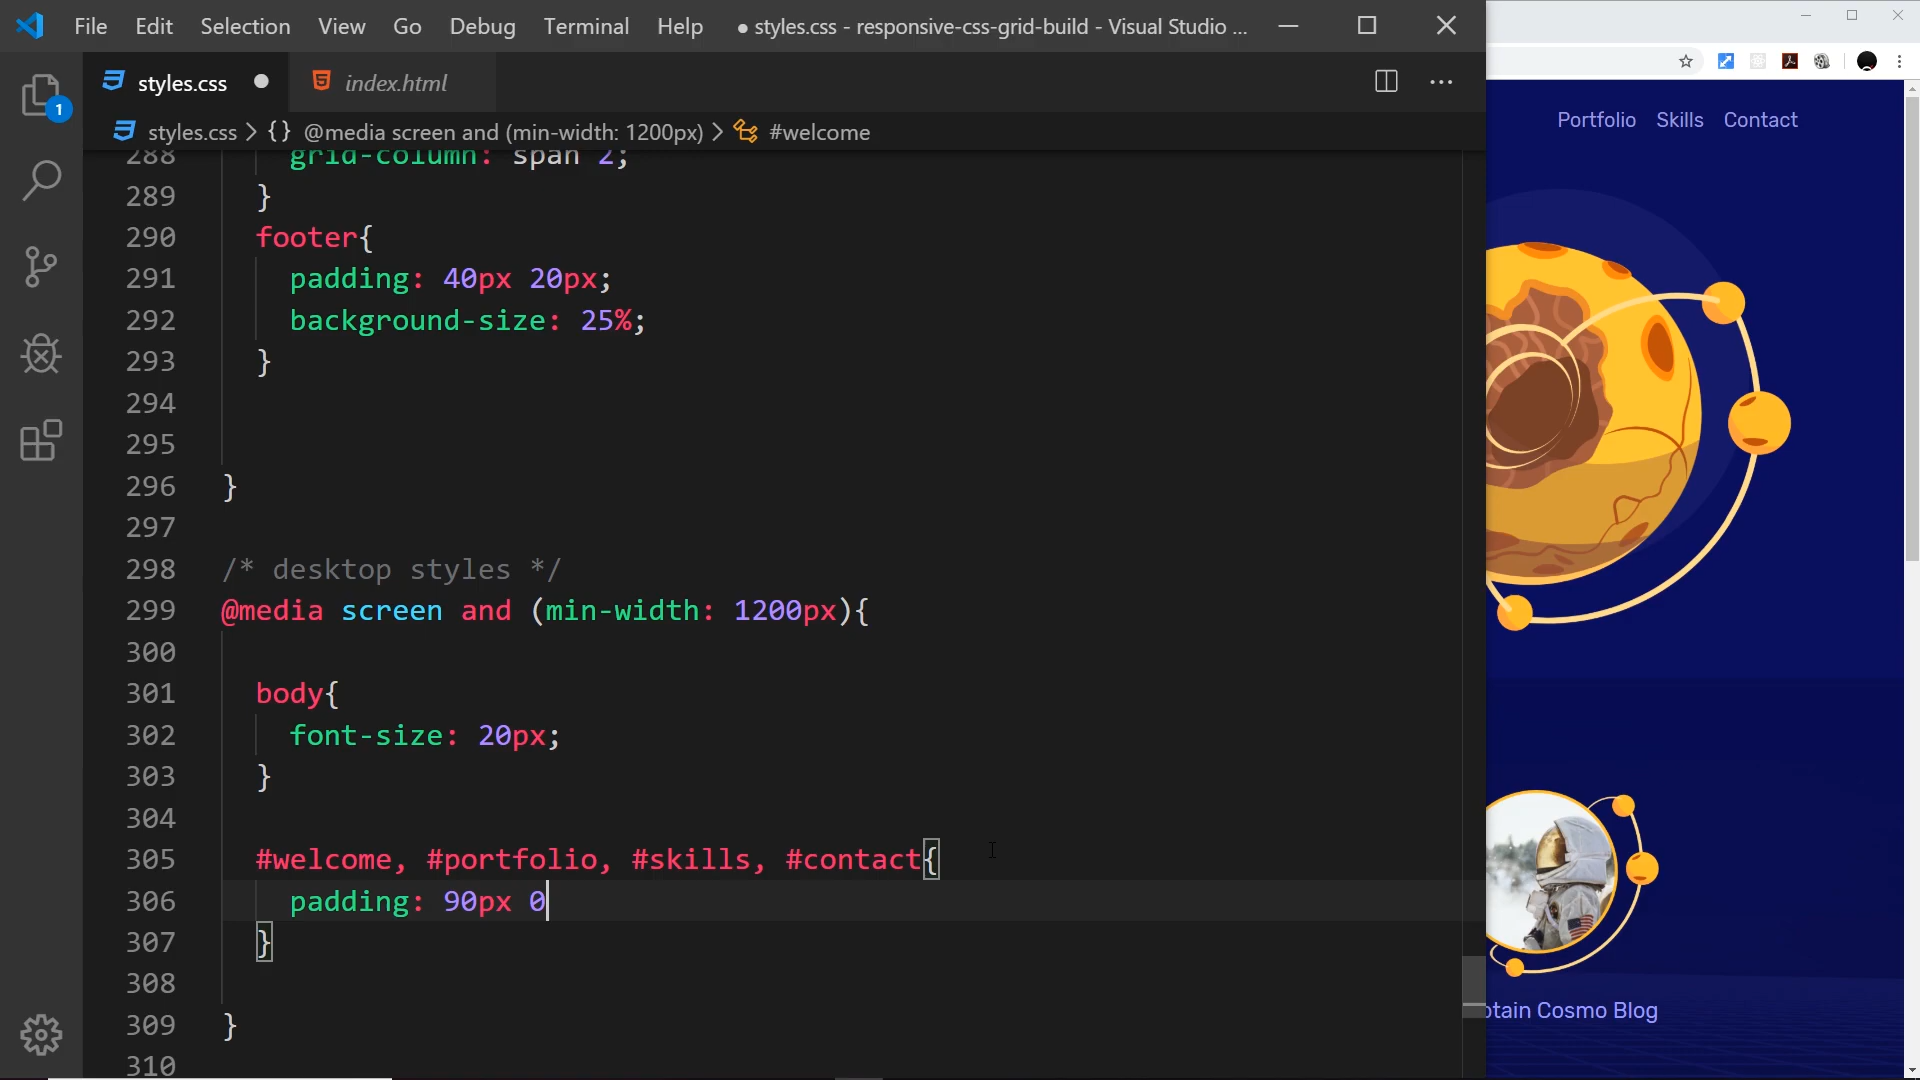 File Edit Selection View Go Debug Terminal Help ● styles.css - responsive-css-grid-build - Visual Studio ...
styles.css ● index.html
styles.css > {} @media screen and (min-width: 1200px) > #welcome
1
288 grid-column: span 2;
289 }
290 footer{
291 padding: 40px 20px;
292 background-size: 25%;
293 }
294
295
296 }
297
298 /* desktop styles */
299 @media screen and (min-width: 1200px){
300
301 body{
302 font-size: 20px;
303 }
304
305 #welcome, #portfolio, #skills, #contact{
306 padding: 90px 0
307 }
308
309 }
310
Portfolio Skills Contact
ptain Cosmo Blog